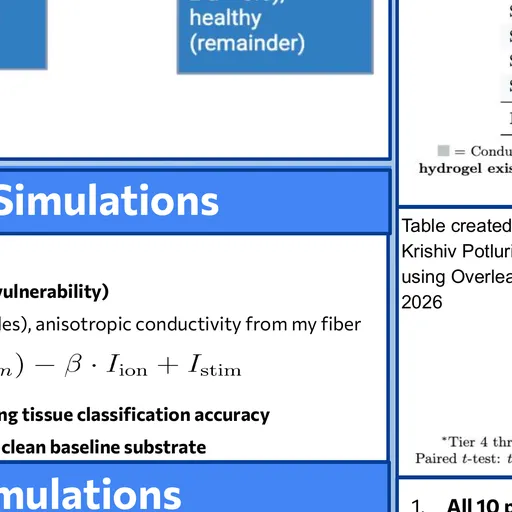 healthy
(remainder)
Simulations
vulnerability)
les), anisotropic conductivity from my fiber
m) − β · I_ion + I_stim
ng tissue classification accuracy
clean baseline substrate
mulations
= Condu
hydrogel exis
Table created
Krishiv Potluri
using Overlea
2026
*Tier 4 thr
Paired t-test: t
1. All 10 p